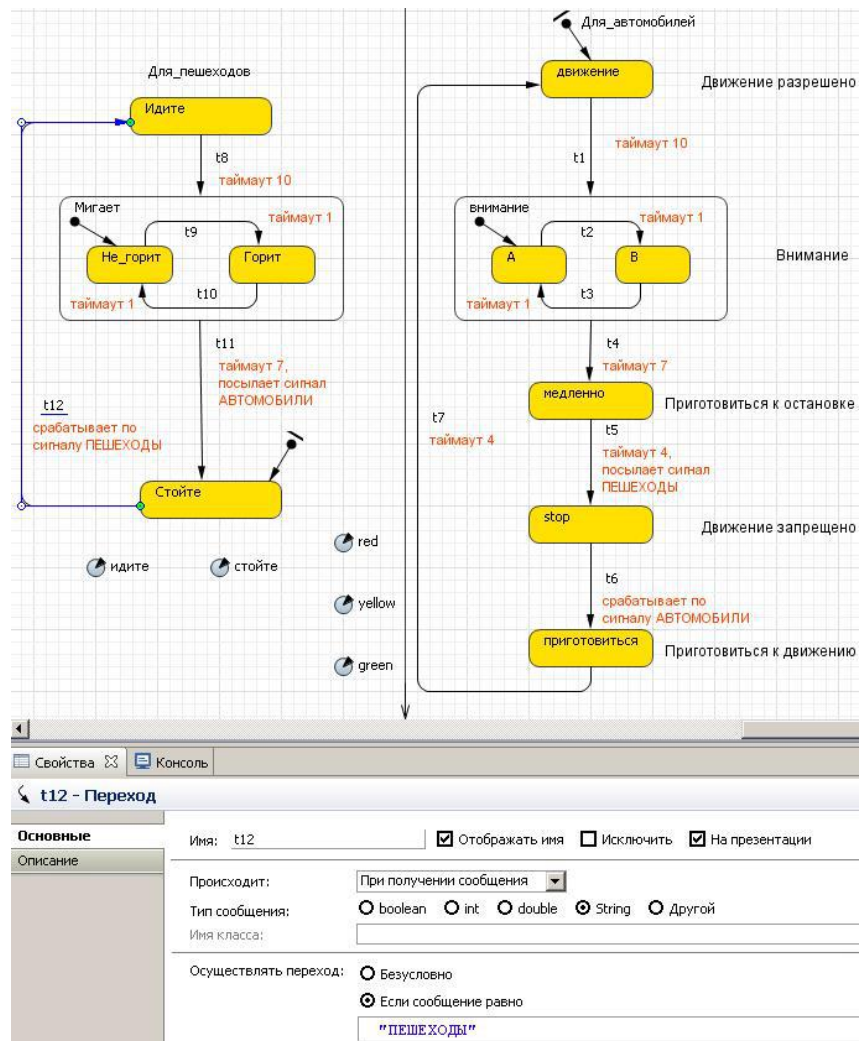 Для_автомобилей
движение
Движение разрешено
t1
таймаут 10
внимание
таймаут 1
t2
A
B
Внимание
t3
таймаут 1
t4
таймаут 7
медленно
Приготовиться к остановке
t7
таймаут 4
t5
таймаут 4,
посылает сигнал
ПЕШЕХОДЫ
stop
Движение запрещено
t6
срабатывает по
сигналу АВТОМОБИЛИ
приготовиться
Приготовиться к движению
Для_пешеходов
Идите
t8
таймаут 10
Мигает
таймаут 1
t9
Не_горит
Горит
t10
таймаут 1
t11
таймаут 7,
посылает сигнал
АВТОМОБИЛИ
t12
срабатывает по
сигналу ПЕШЕХОДЫ
Стойте
идите
стойте
red
yellow
green
Свойства
Консоль
t12 - Переход
Основные
Описание
Имя: t12 Отображать имя Исключить На презентации
Происходит: При получении сообщения
Тип сообщения: boolean int double String Другой
Имя класса:
Осуществлять переход: Безусловно
Если сообщение равно
"ПЕШЕХОДЫ"